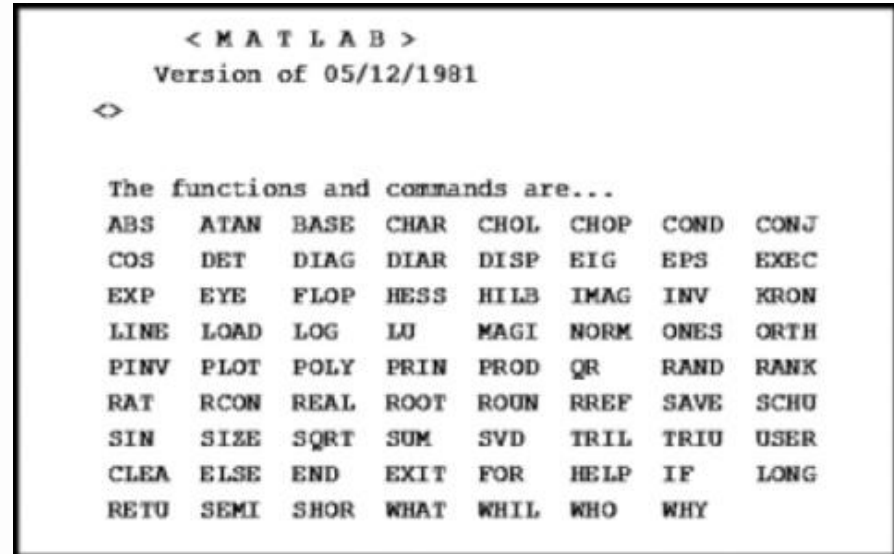 < M A T L A B >
Version of 05/12/1981
<>
The functions and commands are...
ABS ATAN BASE CHAR CHOL CHOP COND CONJ
COS DET DIAG DIAR DISP EIG EPS EXEC
EXP EYE FLOP HESS HILB IMAG INV KRON
LINE LOAD LOG LU MAGI NORM ONES ORTH
PINV PLOT POLY PRIN PROD QR RAND RANK
RAT RCON REAL ROOT ROUN RREF SAVE SCHU
SIN SIZE SQRT SUM SVD TRIL TRIU USER
CLEA ELSE END EXIT FOR HELP IF LONG
RETU SEMI SHOR WHAT WHIL WHO WHY